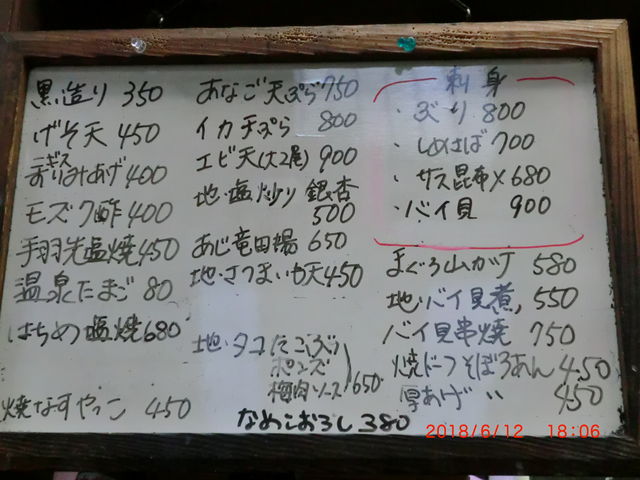 黒造り 350
げそ天 450
ニギス
すりみあげ 400
モズク酢 400
手羽先塩焼 450
温泉たまご 80
はちめ塩焼 680
焼なすやっこ 450
あなご天ぷら 750
イカ天ぷら 800
エビ天(大2尾) 900
地・塩炒り銀杏
500
あじ竜田揚 650
地・さつまいも天 450
地・タコ(たこぶつ
ポンズ
梅肉ソース) 650
なめこおろし 380
刺身
・ぶり 800
・しめさば 700
・サス昆布〆 680
・バイ貝 900
まぐろ山かけ 580
地・バイ貝煮 550
バイ貝串焼 750
焼ドーフそぼろあん 450
厚あげ 〃 450
2018/6/12 18:06